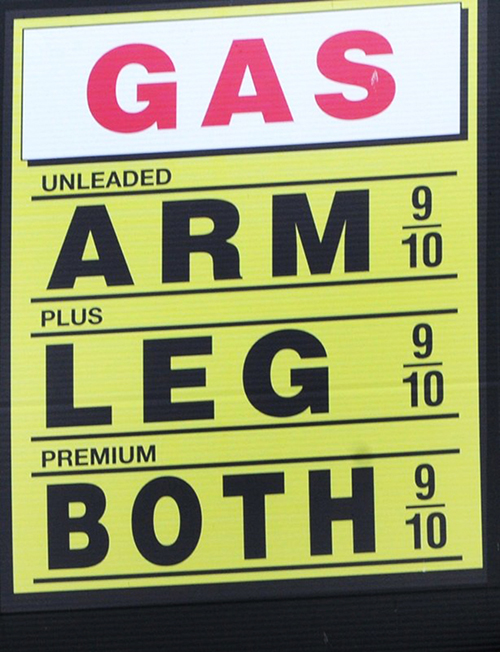 GAS
UNLEADED
ARM 9/10
PLUS
LEG 9/10
PREMIUM
BOTH 9/10